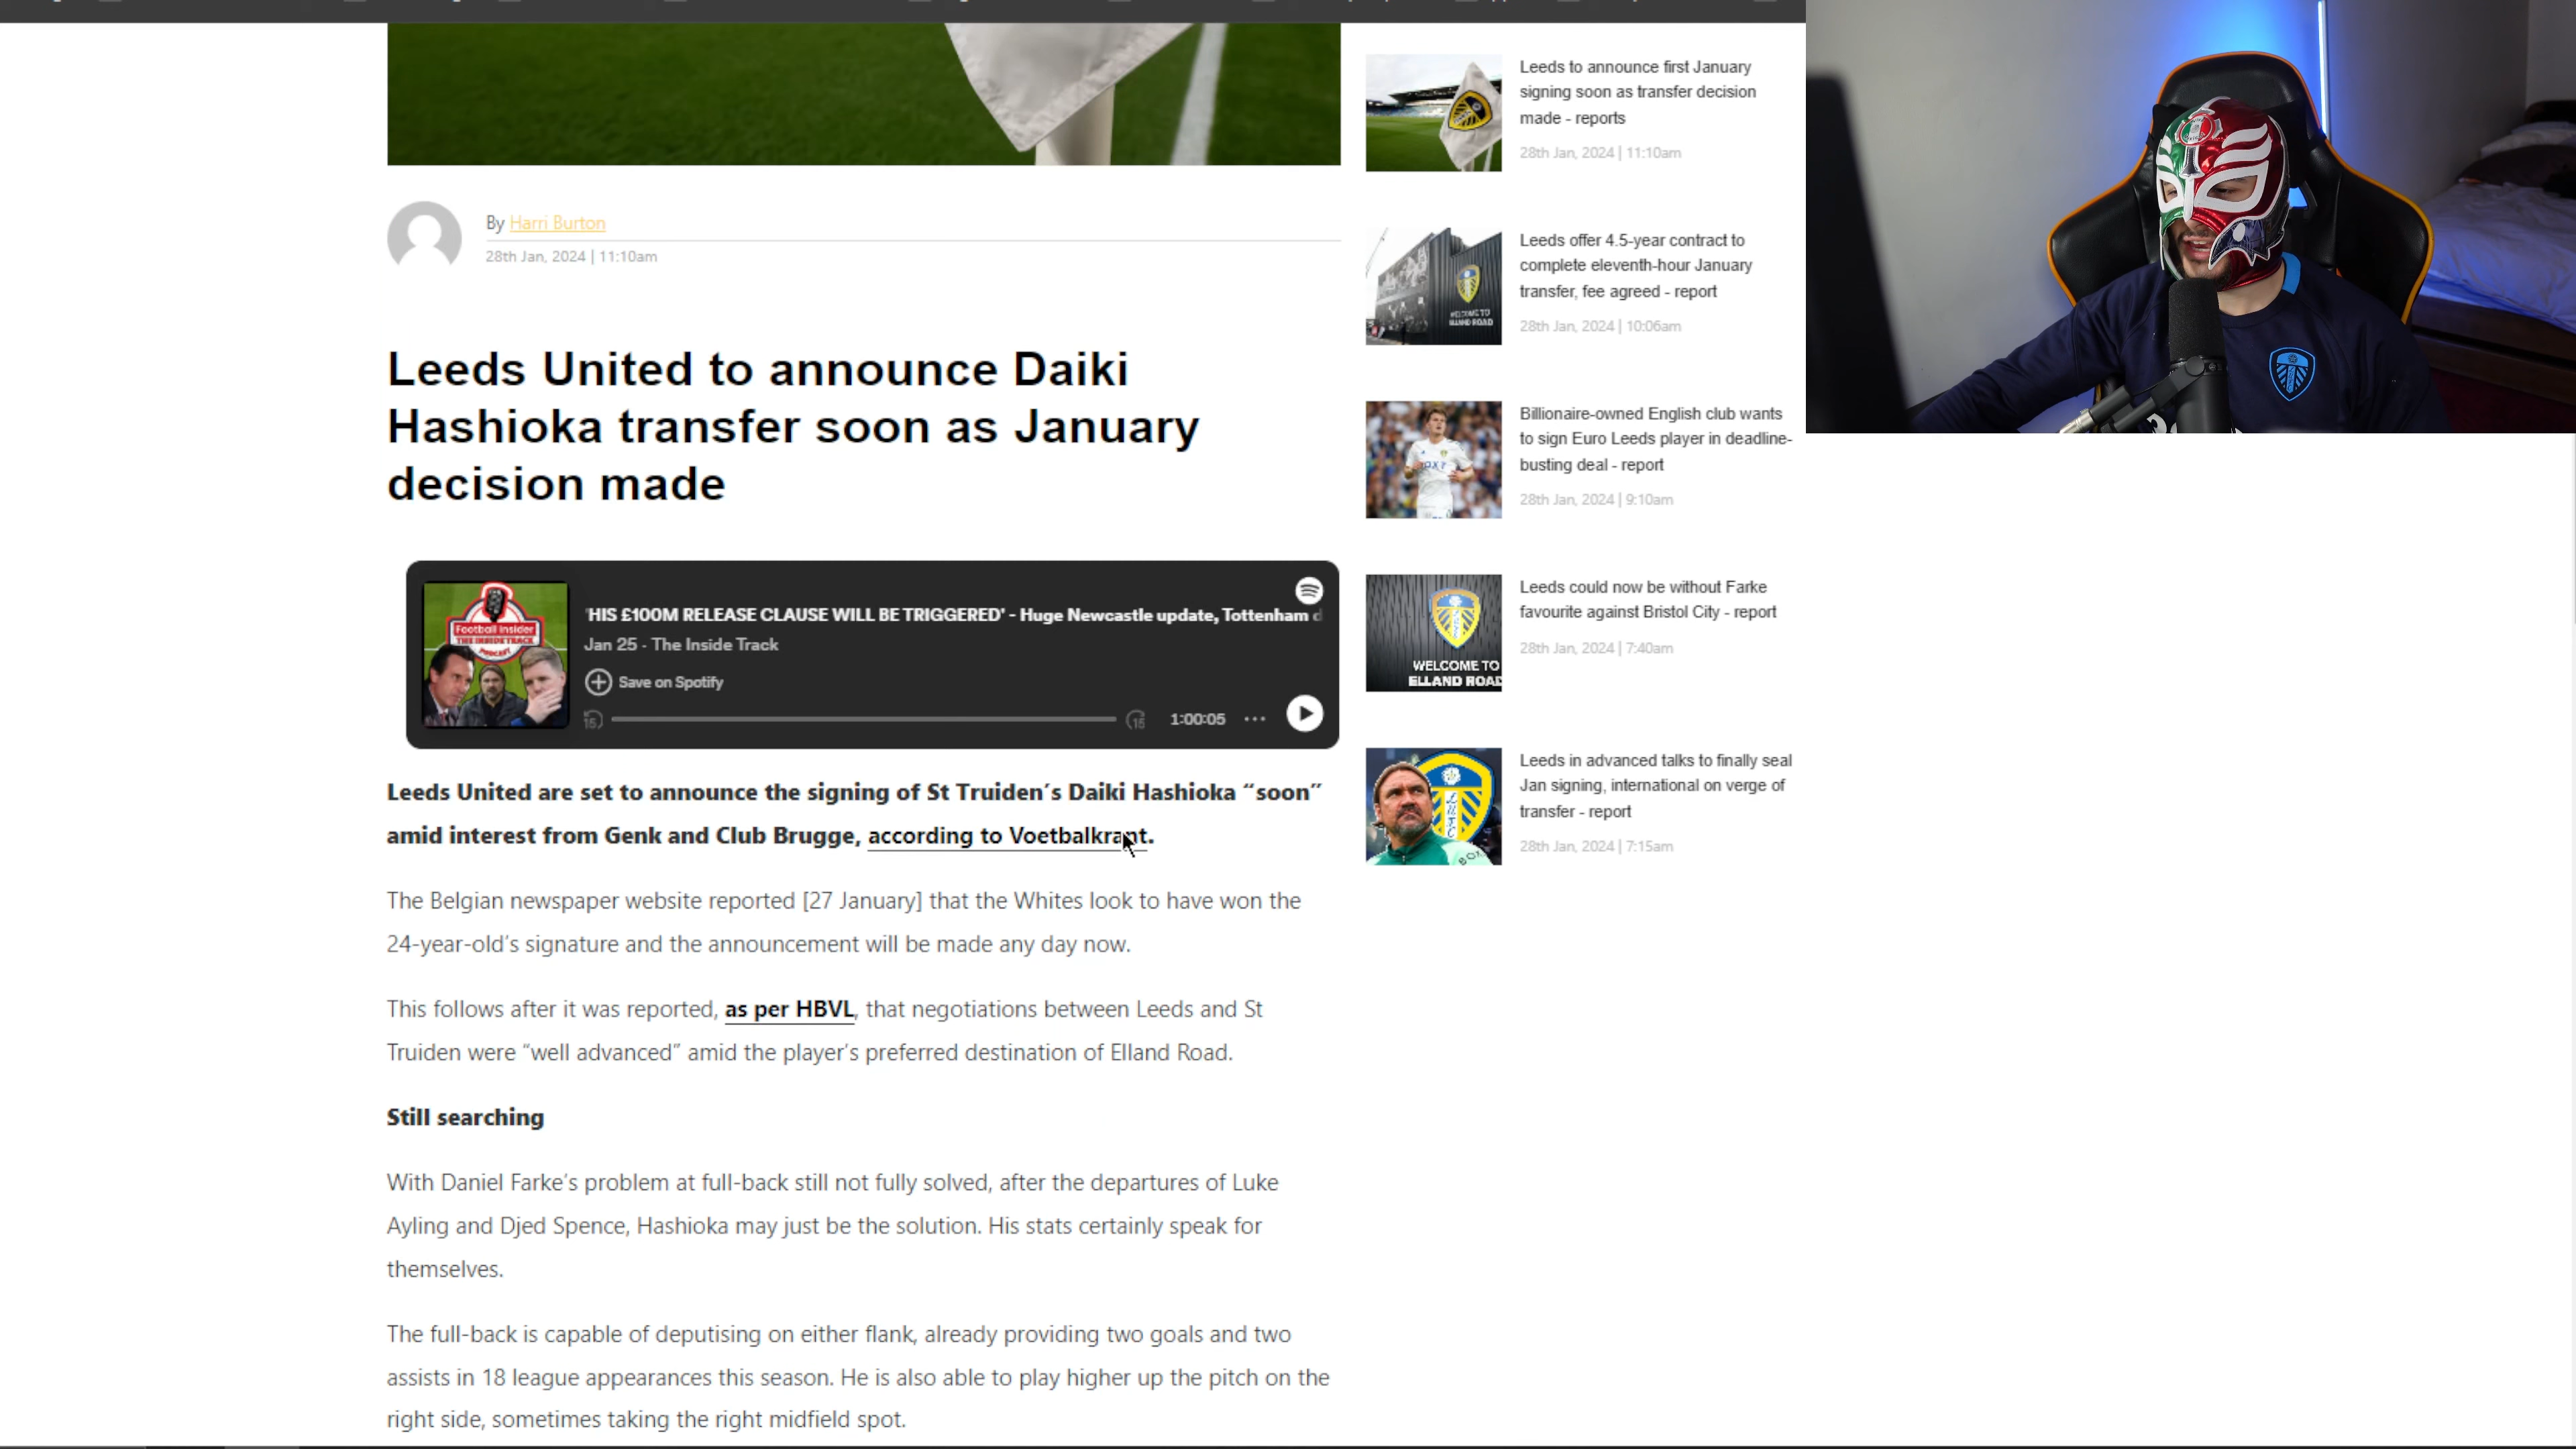 By Harri Burton
28th Jan, 2024 | 11:10am
Leeds United to announce Daiki
Hashioka transfer soon as January
decision made
Football Insider
THE INSIDE TRACK
PODCAST
'HIS £100M RELEASE CLAUSE WILL BE TRIGGERED' - Huge Newcastle update, Tottenham
Jan 25 - The Inside Track
Save on Spotify
15
15
1:00:05
Leeds United are set to announce the signing of St Truiden’s Daiki Hashioka “soon”
amid interest from Genk and Club Brugge, according to Voetbalkrant.
The Belgian newspaper website reported [27 January] that the Whites look to have won the
24-year-old’s signature and the announcement will be made any day now.
This follows after it was reported, as per HBVL, that negotiations between Leeds and St
Truiden were “well advanced” amid the player’s preferred destination of Elland Road.
Still searching
With Daniel Farke’s problem at full-back still not fully solved, after the departures of Luke
Ayling and Djed Spence, Hashioka may just be the solution. His stats certainly speak for
themselves.
The full-back is capable of deputising on either flank, already providing two goals and two
assists in 18 league appearances this season. He is also able to play higher up the pitch on the
right side, sometimes taking the right midfield spot.
Leeds to announce first January
signing soon as transfer decision
made - reports
28th Jan, 2024 | 11:10am
WELCOME TO
ELLAND ROAD
Leeds offer 4.5-year contract to
complete eleventh-hour January
transfer, fee agreed - report
28th Jan, 2024 | 10:06am
Billionaire-owned English club wants
to sign Euro Leeds player in deadline-
busting deal - report
28th Jan, 2024 | 9:10am
WELCOME TO
ELLAND ROAD
Leeds could now be without Farke
favourite against Bristol City - report
28th Jan, 2024 | 7:40am
Leeds in advanced talks to finally seal
Jan signing, international on verge of
transfer - report
28th Jan, 2024 | 7:15am